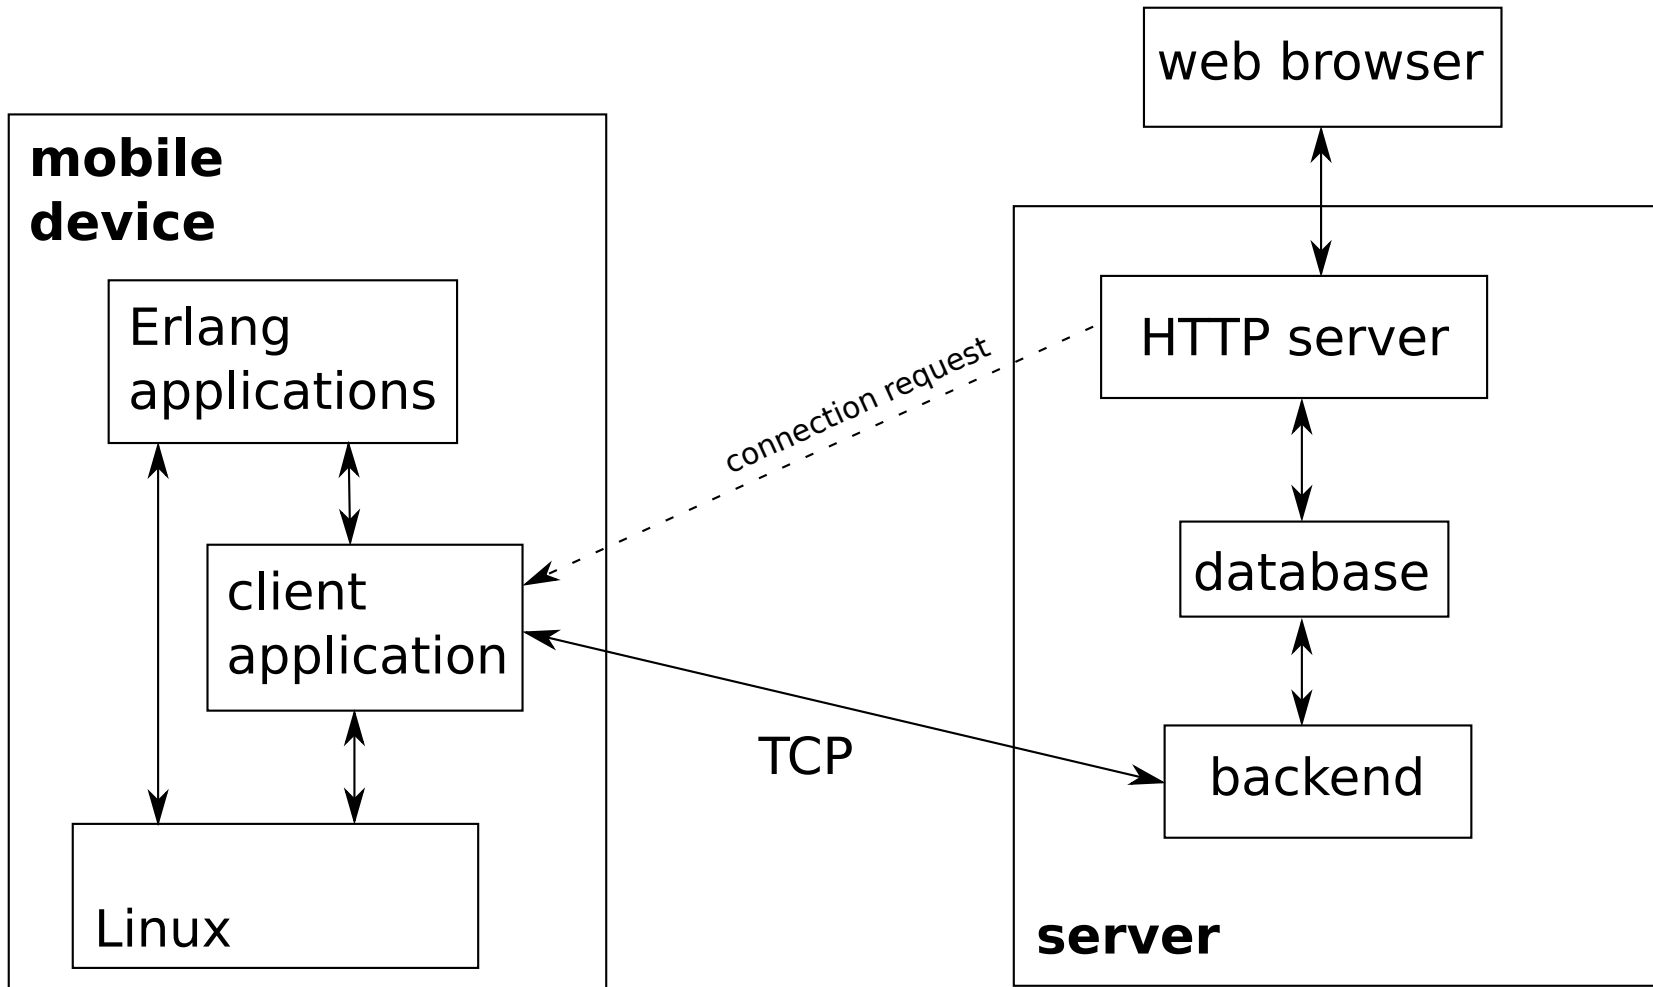 web browser
mobile
device
Erlang
applications
HTTP server
connection request
client
application
database
TCP
backend
Linux
server